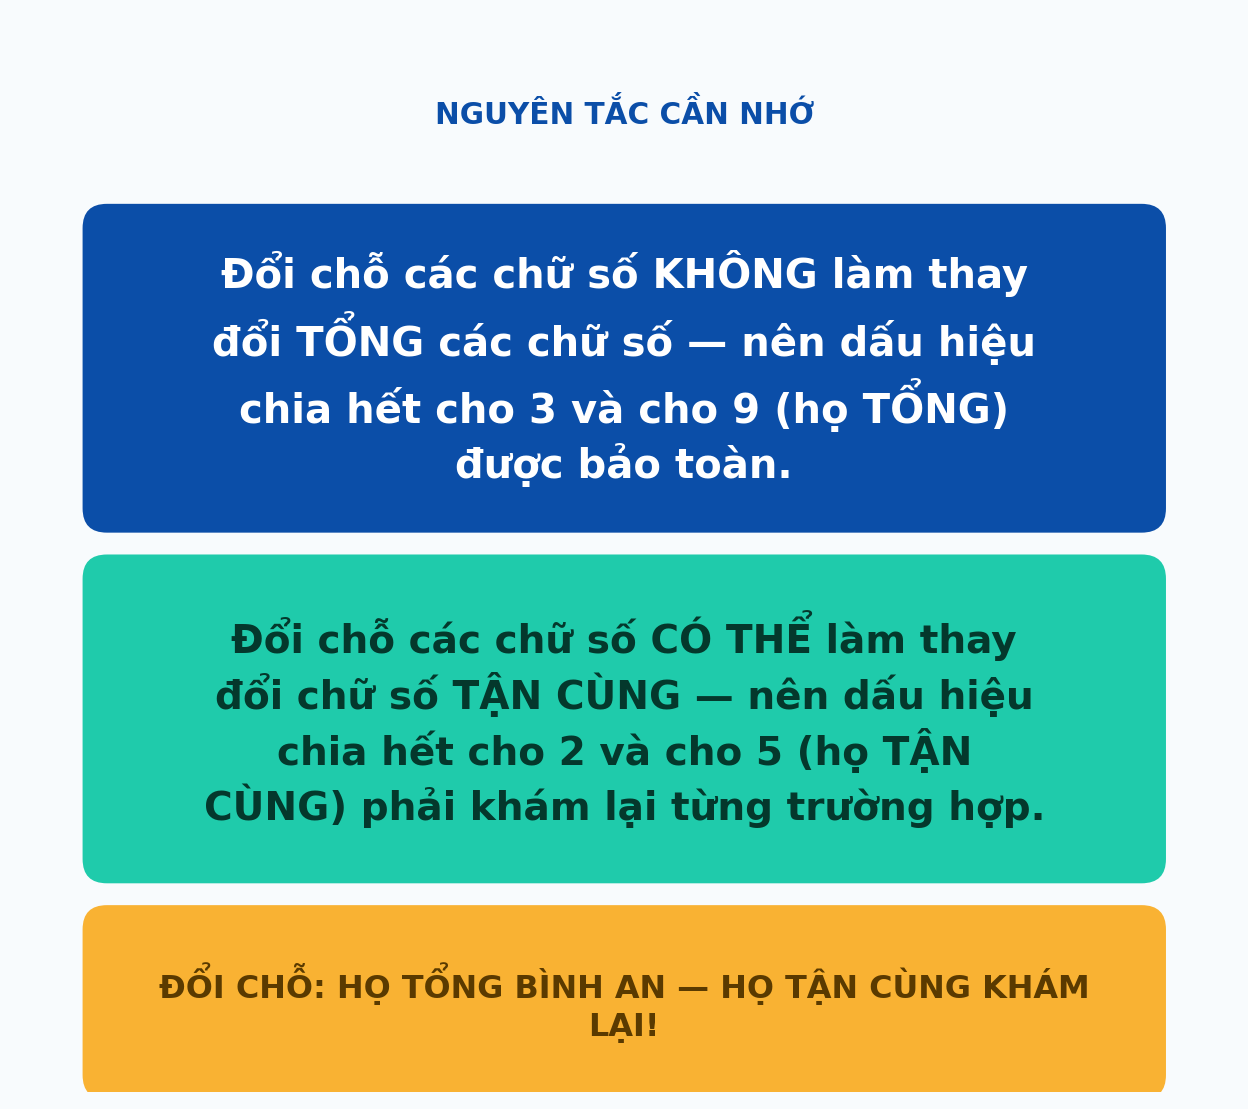 NGUYÊN TẮC CẦN NHỚ
Đổi chỗ các chữ số KHÔNG làm thay
đổi TỔNG các chữ số — nên dấu hiệu
chia hết cho 3 và cho 9 (họ TỔNG)
được bảo toàn.
Đổi chỗ các chữ số CÓ THỂ làm thay
đổi chữ số TẬN CÙNG — nên dấu hiệu
chia hết cho 2 và cho 5 (họ TẬN
CÙNG) phải khám lại từng trường hợp.
ĐỔI CHỖ: HỌ TỔNG BÌNH AN — HỌ TẬN CÙNG KHÁM
LẠI!